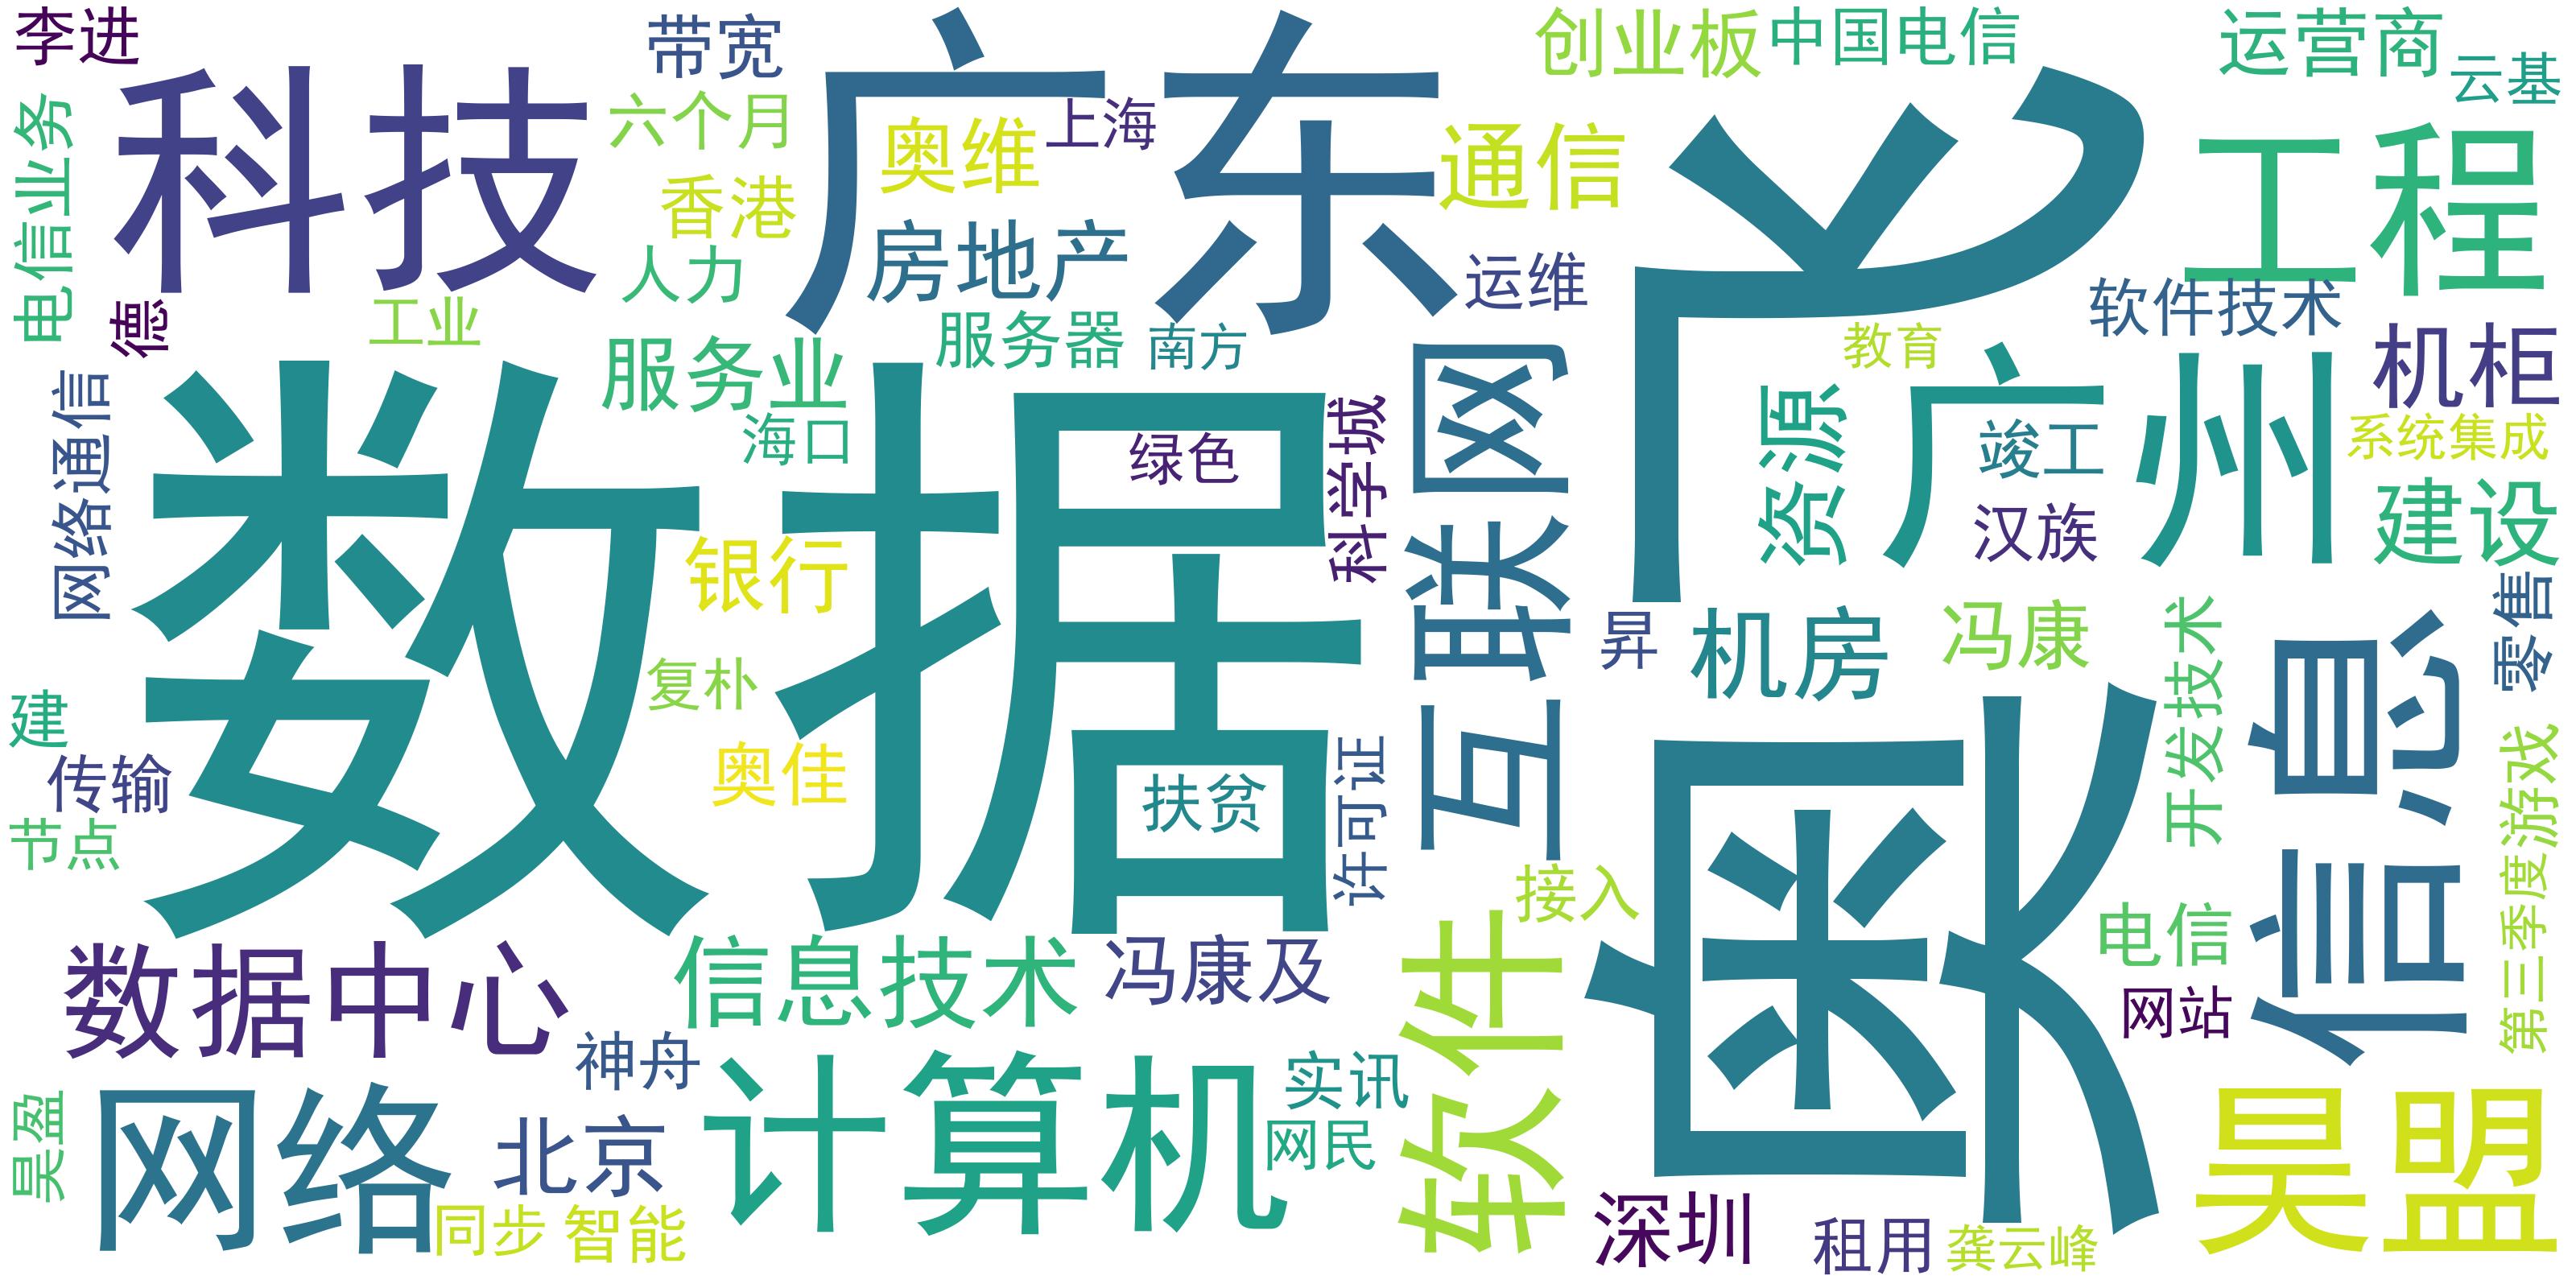 李进
带宽
广东
创业板
中国电信
运营商
云基
科技
六个月
奥维
上海
通信
工程
电信业务
香港
房地产
奥飞
人力
运维
软件技术
德
工业
服务业
服务器
南方
教育
机柜
网络通信
数据
海口
绿色
科学城
互联网
资源
广州
竣工
系统集成
汉族
建设
银行
昇
机房
冯康
开发技术
零售
复朴
建
传输
奥佳
扶贫
许可证
信息
节点
接入
游戏
第三季度
数据中心
信息技术
冯康及
软件
电信
网站
神舟
计算机
实讯
网民
昊盈
网络
北京
昊盟
同步
智能
深圳
租用
龚云峰